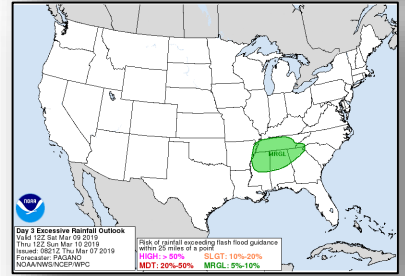 MRGL
NOAA
Day 3 Excessive Rainfall Outlook
Valid 12Z Sat Mar 09 2019
Thru 12Z Sun Mar 10 2019
Issued: 0821Z Thu Mar 07 2019
Forecaster: PAGANO
NOAA/NWS/NCEP/WPC
Risk of rainfall exceeding flash flood guidance
within 25 miles of a point
HIGH: > 50% SLGT: 10%-20%
MDT: 20%-50% MRGL: 5%-10%